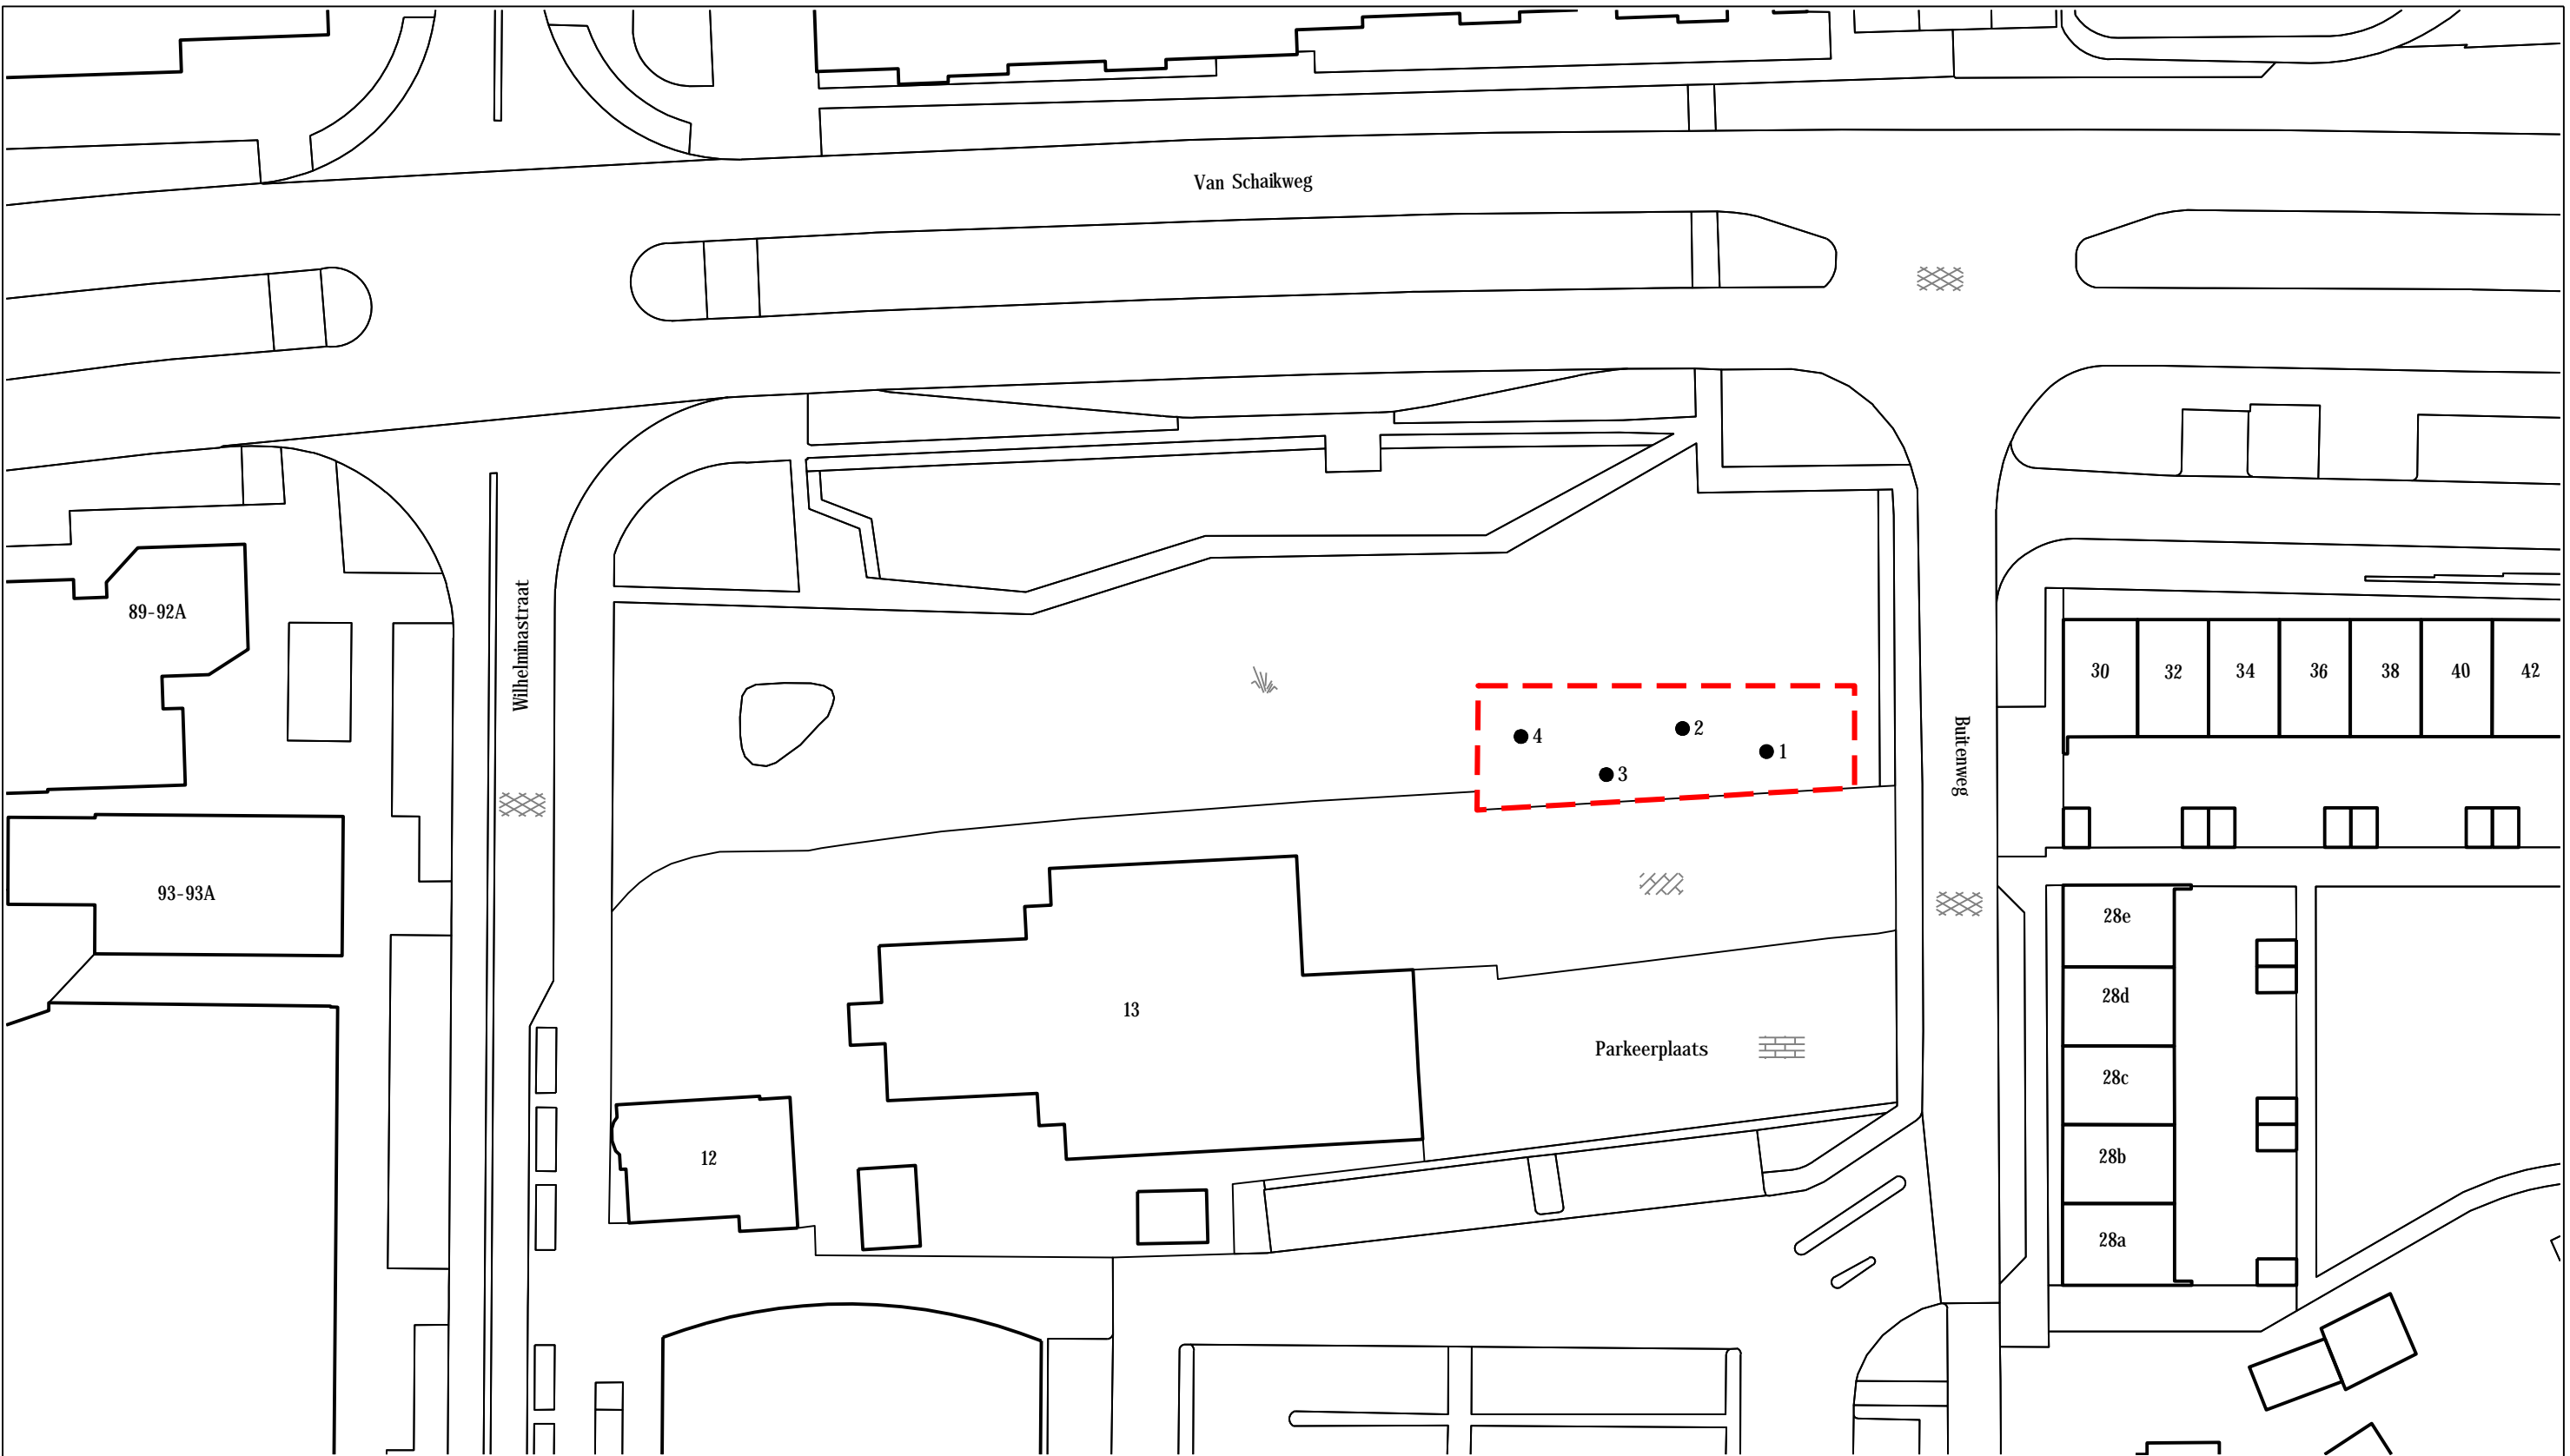 Van Schaikweg
89-92A
Wilhelminastraat
30
32
34
36
38
40
42
4
2
1
3
Buitenweg
93-93A
28e
28d
13
Parkeerplaats
28c
12
28b
28a